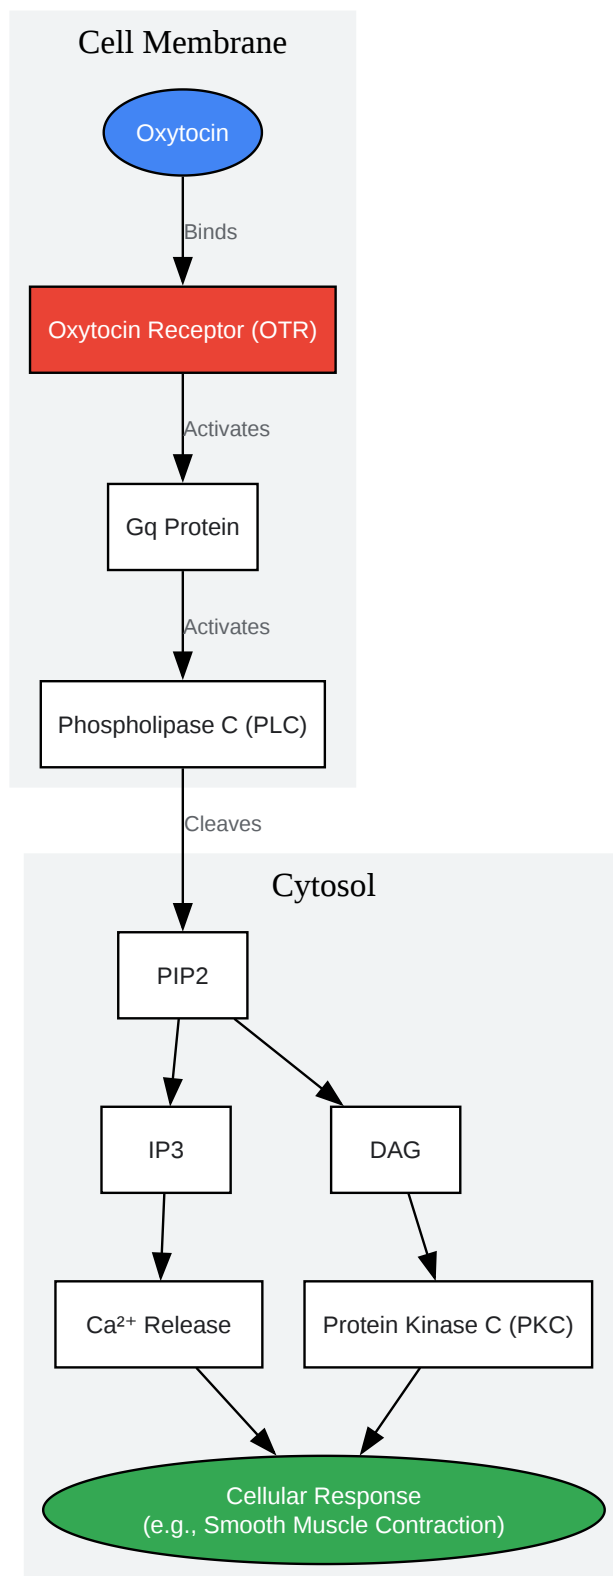 Cell Membrane
Oxytocin
Binds
Oxytocin Receptor (OTR)
Activates
Gq Protein
Activates
Phospholipase C (PLC)
Cleaves
Cytosol
PIP2
IP3
DAG
Ca²⁺ Release
Protein Kinase C (PKC)
Cellular Response
(e.g., Smooth Muscle Contraction)